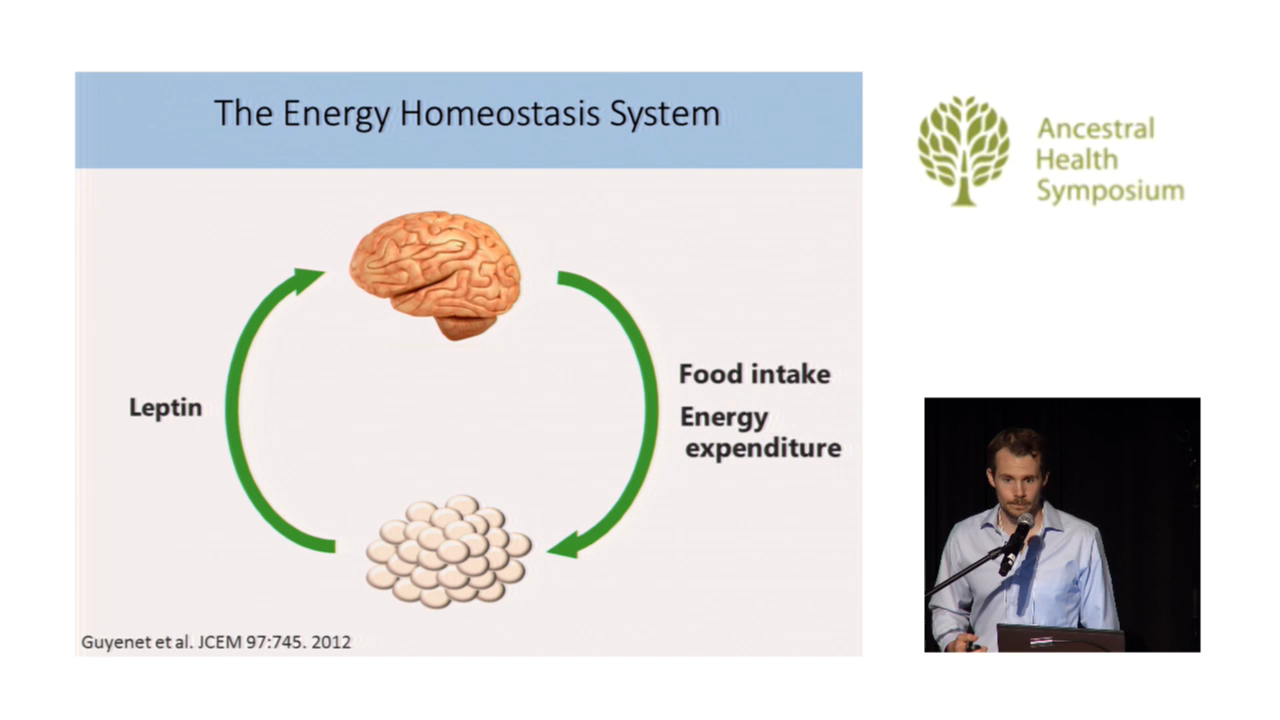 The Energy Homeostasis System
Leptin
Food intake
Energy
expenditure
Guyenet et al. JCEM 97:745. 2012
Ancestral
Health
Symposium